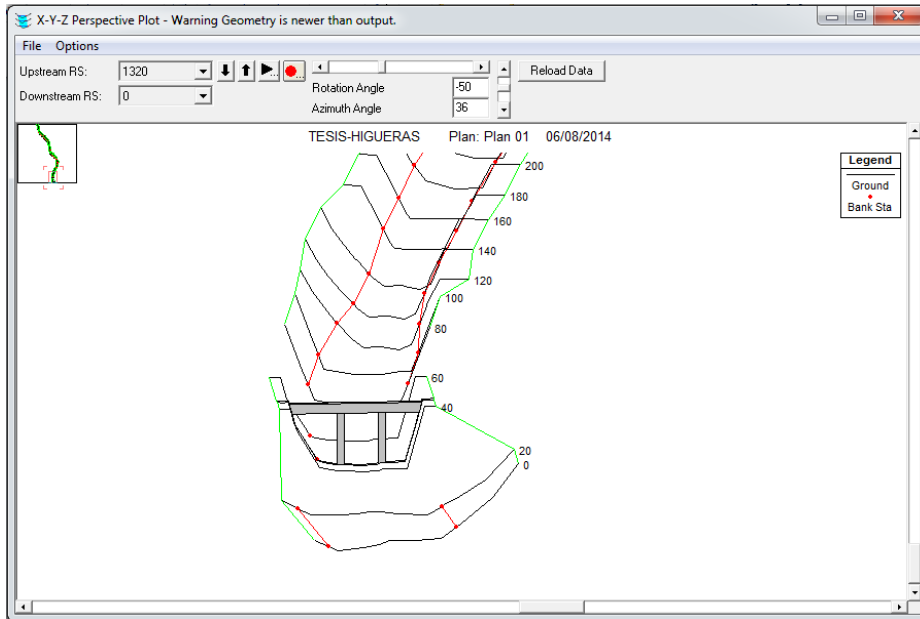 X-Y-Z Perspective Plot - Warning Geometry is newer than output.
File Options
Upstream RS: 1320
Downstream RS: 0
Rotation Angle -50
Azimuth Angle 36
Reload Data
TESIS-HIGUERAS Plan: Plan 01 06/08/2014
Legend
Ground
Bank Sta
200
180
160
140
120
100
80
60
40
20
0